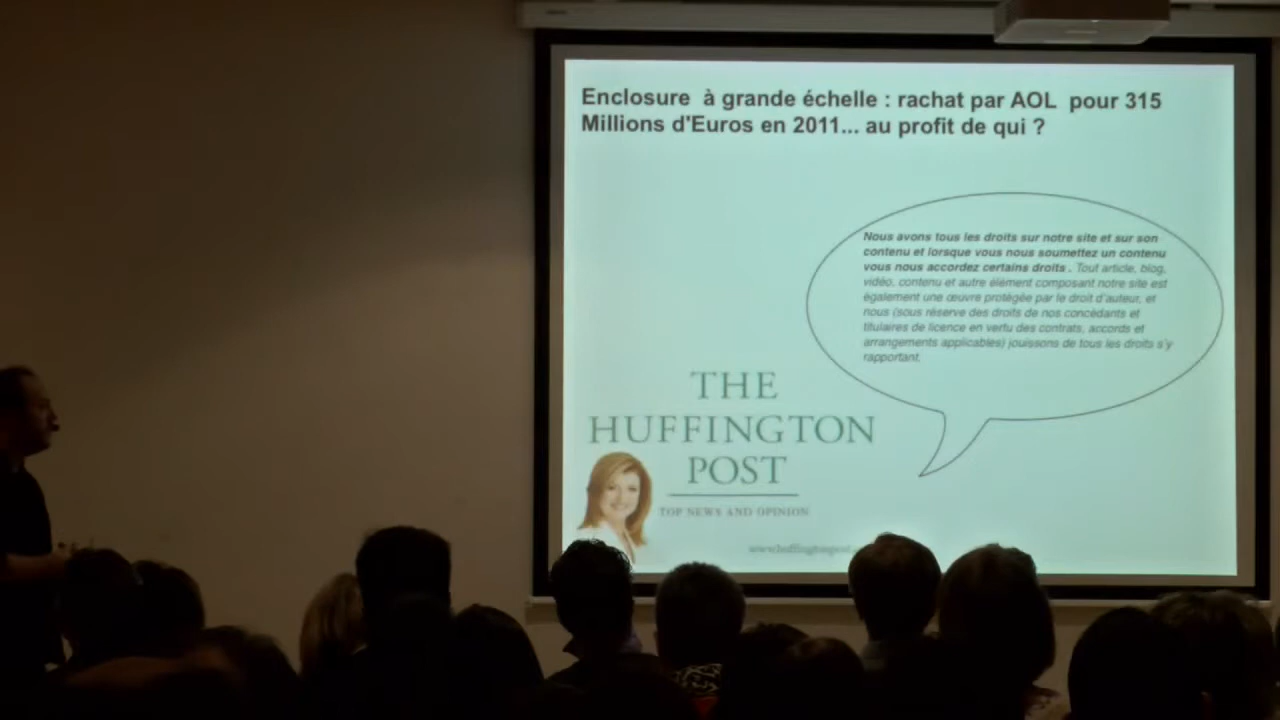 Enclosure à grande échelle : rachat par AOL pour 315
Millions d'Euros en 2011... au profit de qui ?
Nous avons tous les droits sur notre site et sur son
contenu et lorsque vous nous soumettez un contenu
vous nous accordez certains droits . Tout article, blog,
vidéo, contenu et autre élément composant notre site est
également une œuvre protégée par le droit d'auteur, et
nous (sous réserve des droits de nos concédants et
titulaires de licence en vertu des contrats, accords et
arrangements applicables) jouissons de tous les droits s'y
rapportant.
THE
HUFFINGTON
POST
TOP NEWS AND OPINION